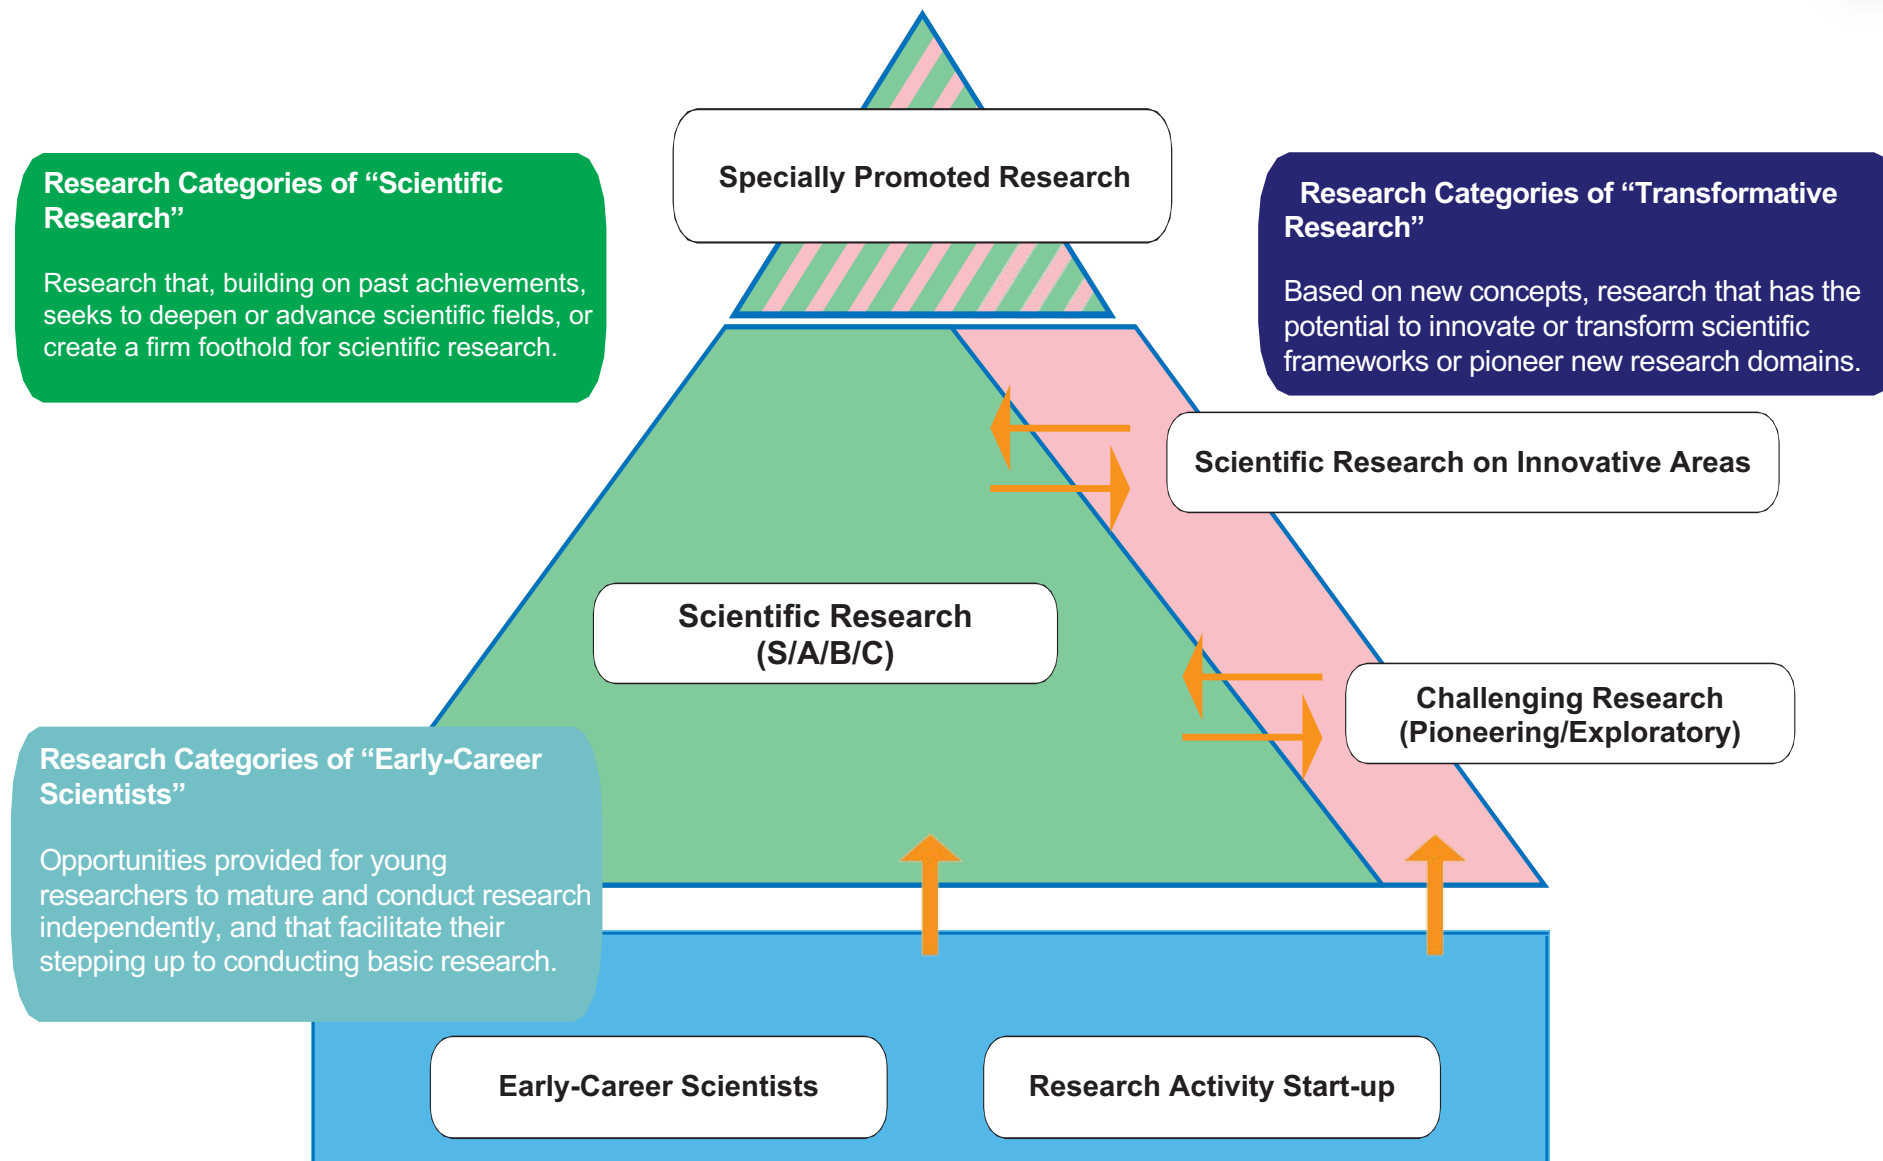 Specially Promoted Research
Research Categories of “Scientific
Research”
Research that, building on past achievements,
seeks to deepen or advance scientific fields, or
create a firm foothold for scientific research.
Research Categories of “Transformative
Research”
Based on new concepts, research that has the
potential to innovate or transform scientific
frameworks or pioneer new research domains.
Scientific Research on Innovative Areas
Scientific Research
(S/A/B/C)
Challenging Research
(Pioneering/Exploratory)
Research Categories of “Early-Career
Scientists”
Opportunities provided for young
researchers to mature and conduct research
independently, and that facilitate their
stepping up to conducting basic research.
Early-Career Scientists
Research Activity Start-up